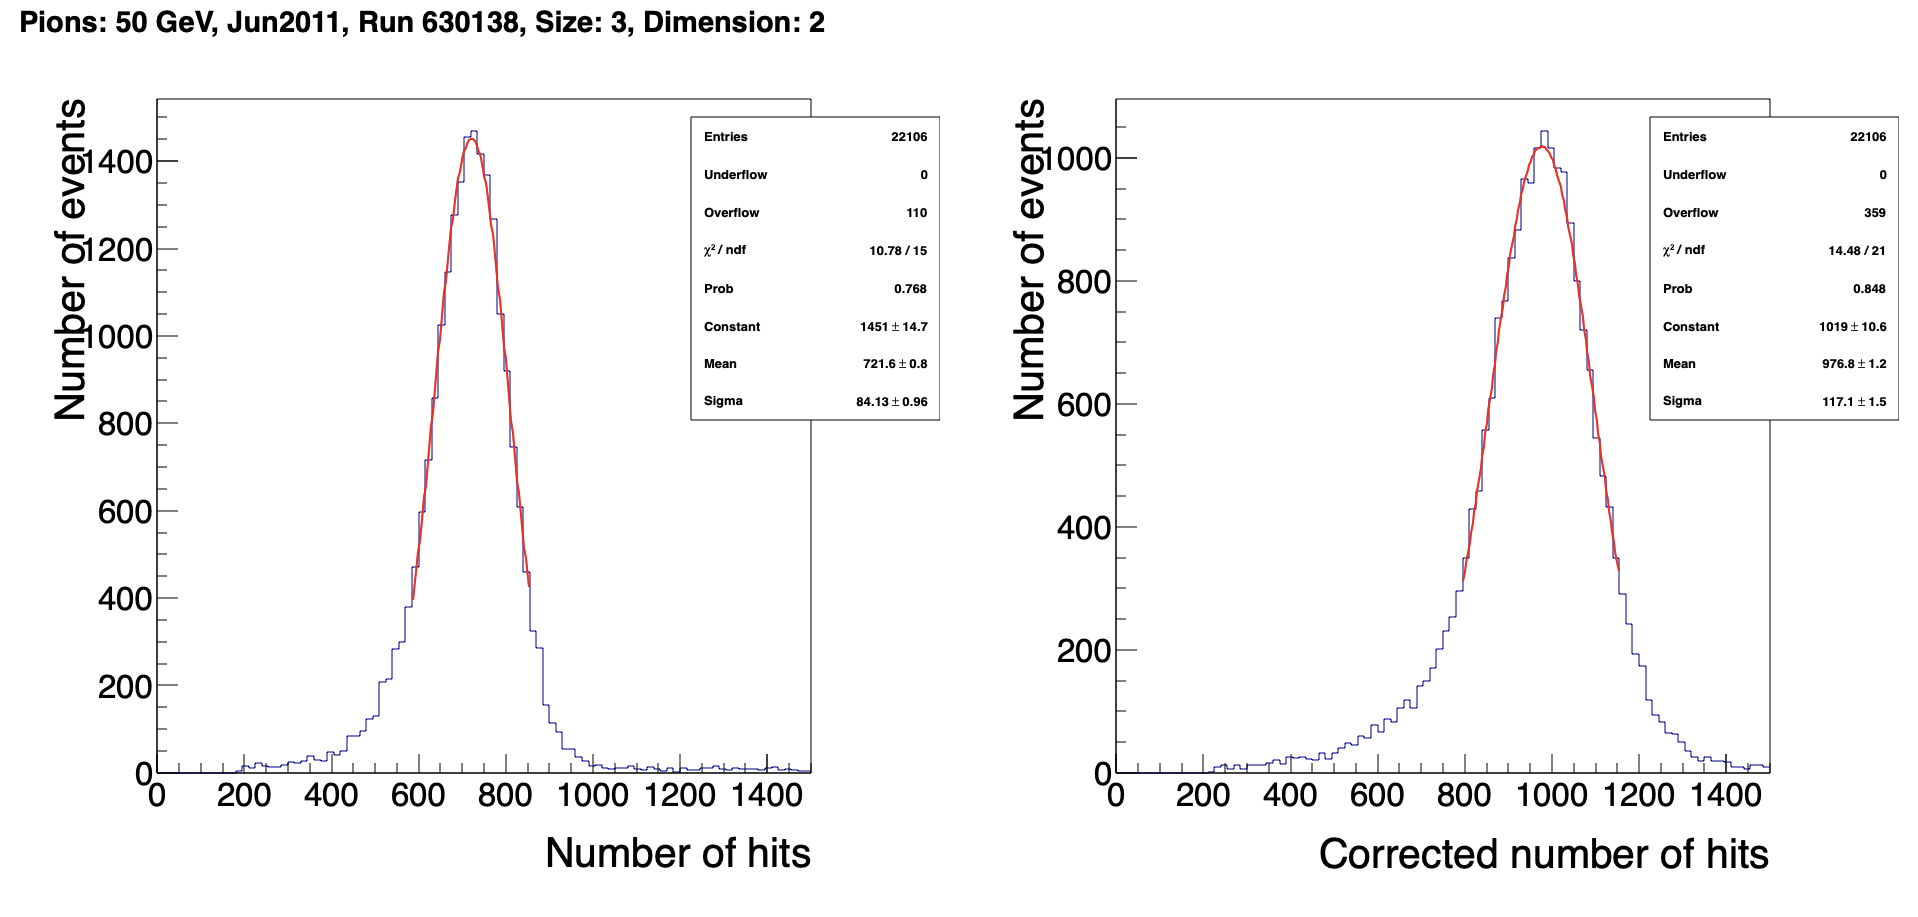 Pions: 50 GeV, Jun2011, Run 630138, Size: 3, Dimension: 2
Number of events
1400
1200
1000
800
600
400
200
0
0 200 400 600 800 1000 1200 1400
Number of hits
Entries 22106
Underflow 0
Overflow 110
χ² / ndf 10.78 / 15
Prob 0.768
Constant 1451 ± 14.7
Mean 721.6 ± 0.8
Sigma 84.13 ± 0.96
Number of events
1000
800
600
400
200
0
0 200 400 600 800 1000 1200 1400
Corrected number of hits
Entries 22106
Underflow 0
Overflow 359
χ² / ndf 14.48 / 21
Prob 0.848
Constant 1019 ± 10.6
Mean 976.8 ± 1.2
Sigma 117.1 ± 1.5